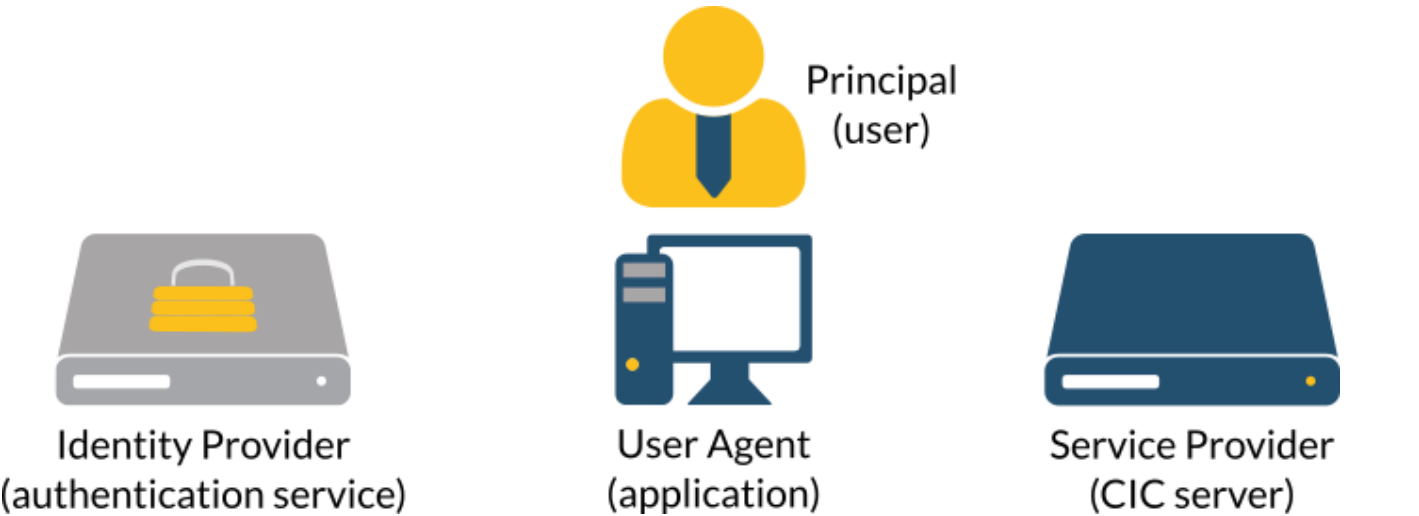 Principal
(user)
Identity Provider
(authentication service)
User Agent
(application)
Service Provider
(CIC server)